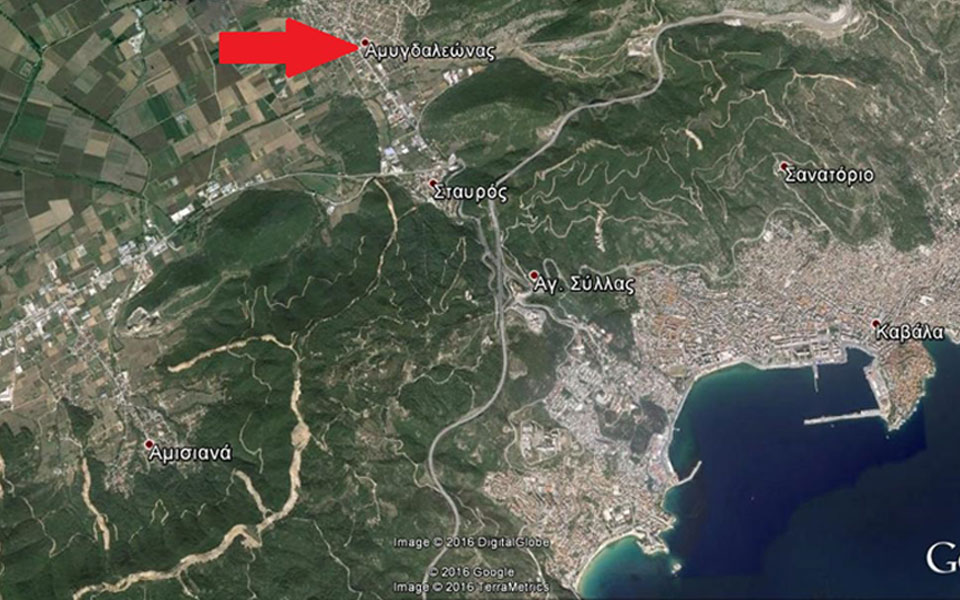 Αμυγδαλεώνας
Σανατόριο
Σταυρός
Αγ. Σύλλας
Καβάλα
Αμισιανά
Image © 2016 DigitalGlobe
© 2016 Google
Image © 2016 TerraMetrics